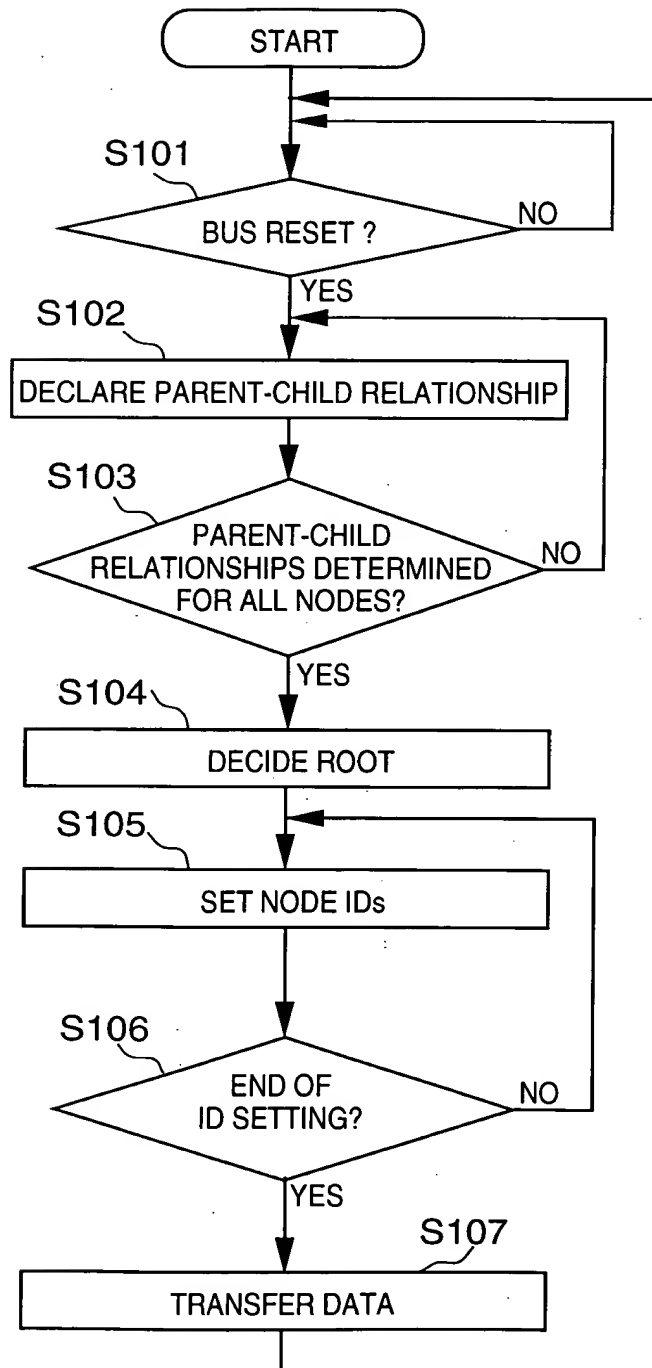 START
S101
BUS RESET ?
NO
YES
S102
DECLARE PARENT-CHILD RELATIONSHIP
S103
PARENT-CHILD
RELATIONSHIPS DETERMINED
FOR ALL NODES?
NO
YES
S104
DECIDE ROOT
S105
SET NODE IDs
S106
END OF
ID SETTING?
NO
YES
S107
TRANSFER DATA